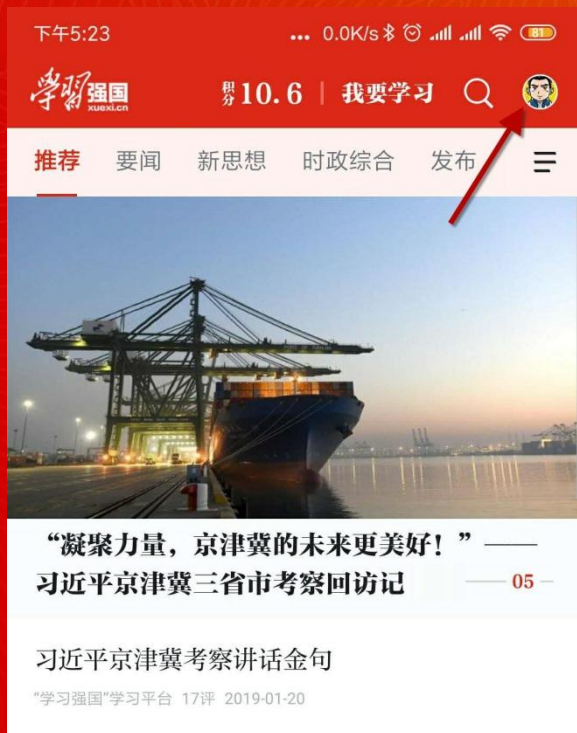 下午5:23 ... 0.0K/s 81
学习强国 积分10.6 | 我要学习
xuexi.cn
推荐 要闻 新思想 时政综合 发布
“凝聚力量，京津冀的未来更美好！”——
习近平京津冀三省市考察回访记 05
习近平京津冀考察讲话金句
“学习强国”学习平台 17评 2019-01-20